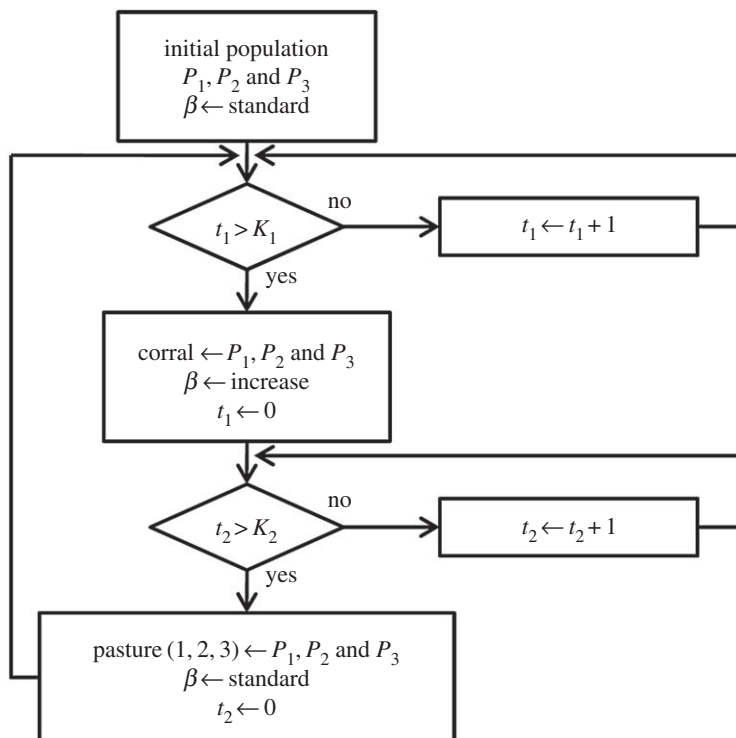 initial population
P₁, P₂ and P₃
β ← standard
t₁ > K₁
no
t₁ ← t₁ + 1
yes
corral ← P₁, P₂ and P₃
β ← increase
t₁ ← 0
t₂ > K₂
no
t₂ ← t₂ + 1
yes
pasture (1, 2, 3) ← P₁, P₂ and P₃
β ← standard
t₂ ← 0